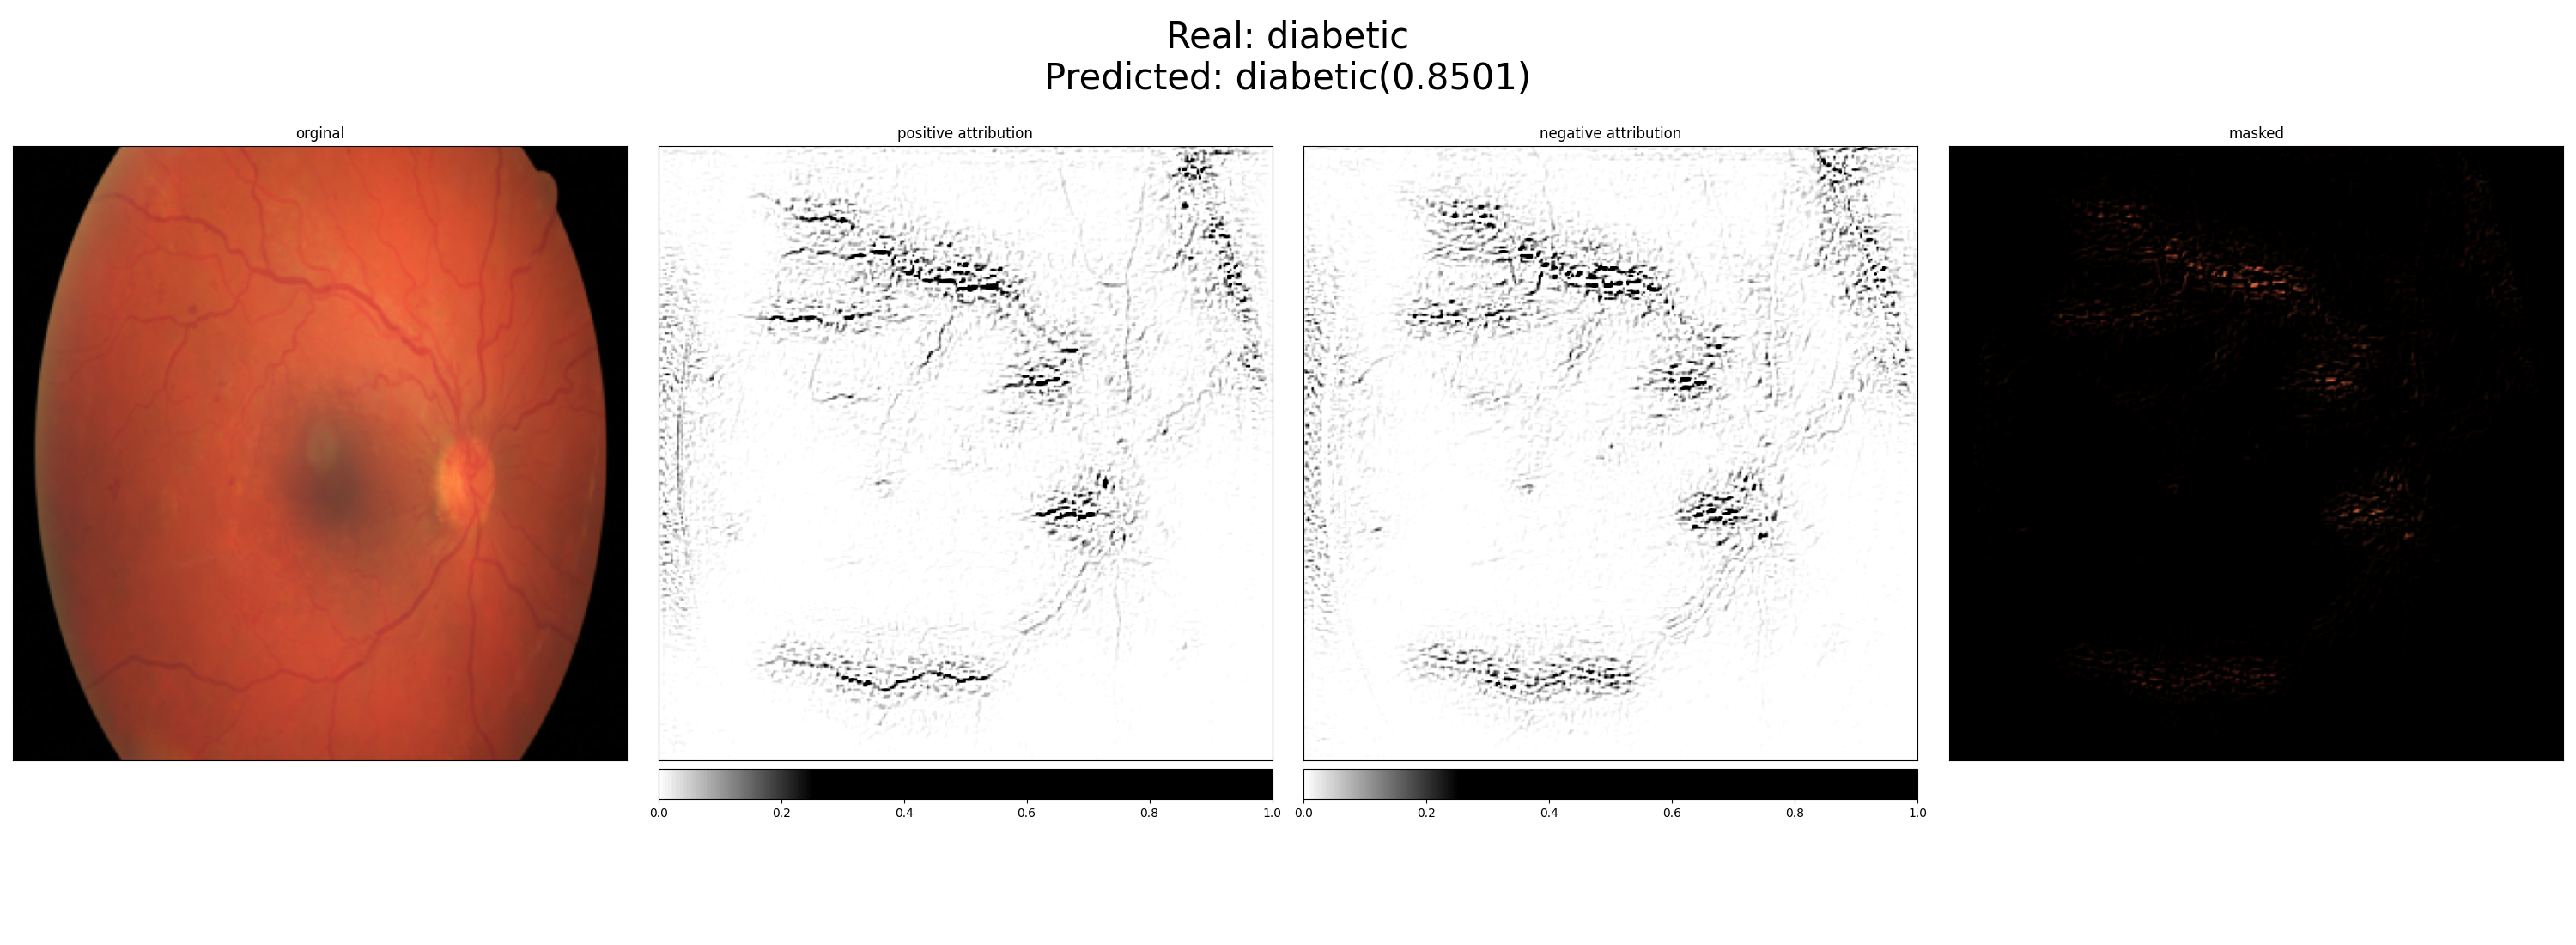 Real: diabetic
Predicted: diabetic(0.8501)
orginal
positive attribution
negative attribution
masked
0.0 0.2 0.4 0.6 0.8 1.0
0.0 0.2 0.4 0.6 0.8 1.0